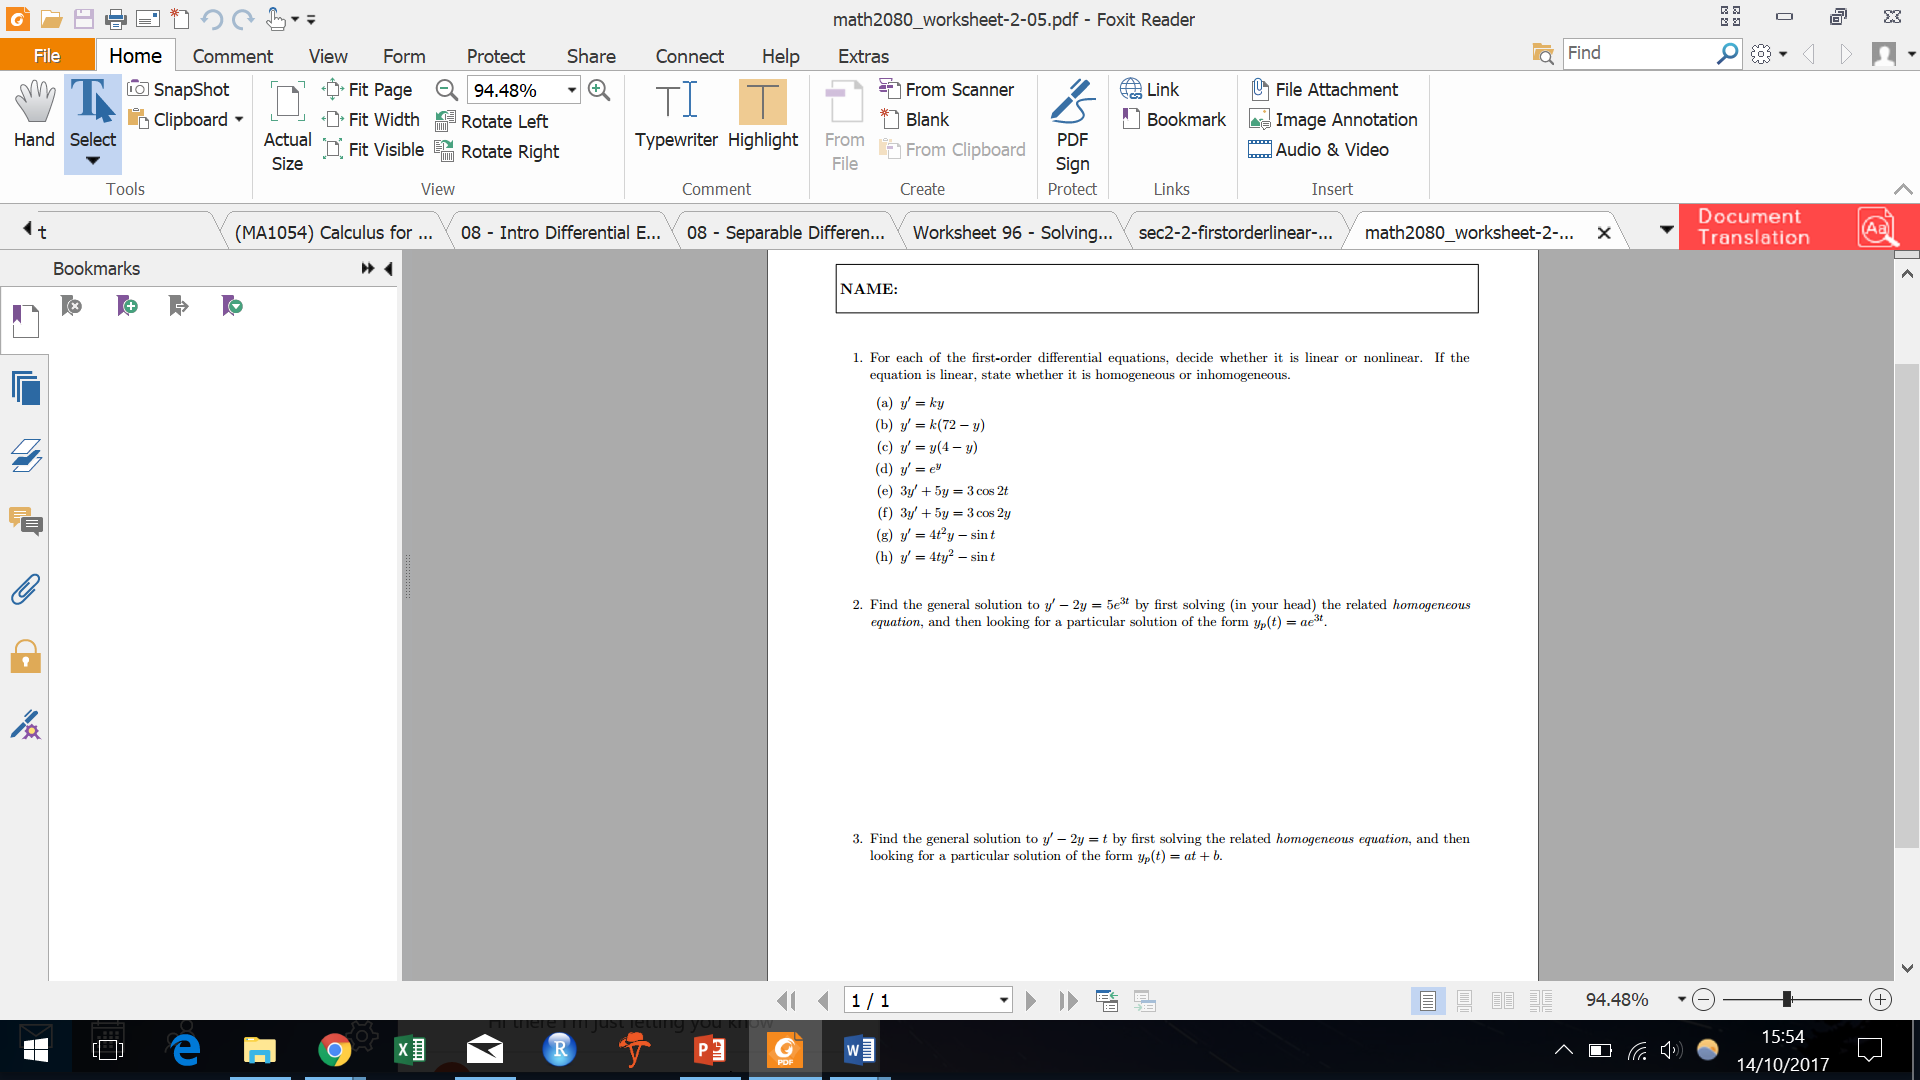 math2080_worksheet-2-05.pdf - Foxit Reader
File Home Comment View Form Protect Share Connect Help Extras Find
Hand Select SnapShot Clipboard Tools
Actual Size Fit Page Fit Width Fit Visible 94.48% Rotate Left Rotate Right View
Typewriter Highlight Comment
From File From Scanner Blank From Clipboard Create
PDF Sign Protect
Link Bookmark Links
File Attachment Image Annotation Audio & Video Insert
t (MA1054) Calculus for ... 08 - Intro Differential E... 08 - Separable Differen... Worksheet 96 - Solving... sec2-2-firstorderlinear-... math2080_worksheet-2-...
Document
Translation
Bookmarks
NAME:
1. For each of the first-order differential equations, decide whether it is linear or nonlinear. If the
equation is linear, state whether it is homogeneous or inhomogeneous.
(a) y′ = ky
(b) y′ = k(72 − y)
(c) y′ = y(4 − y)
(d) y′ = e^y
(e) 3y′ + 5y = 3 cos 2t
(f) 3y′ + 5y = 3 cos 2y
(g) y′ = 4t²y − sin t
(h) y′ = 4ty² − sin t
2. Find the general solution to y′ − 2y = 5e^{3t} by first solving (in your head) the related homogeneous
equation, and then looking for a particular solution of the form y_p(t) = ae^{3t}.
3. Find the general solution to y′ − 2y = t by first solving the related homogeneous equation, and then
looking for a particular solution of the form y_p(t) = at + b.
1 / 1
94.48%
Hi there I'm just letting you know
15:54
14/10/2017